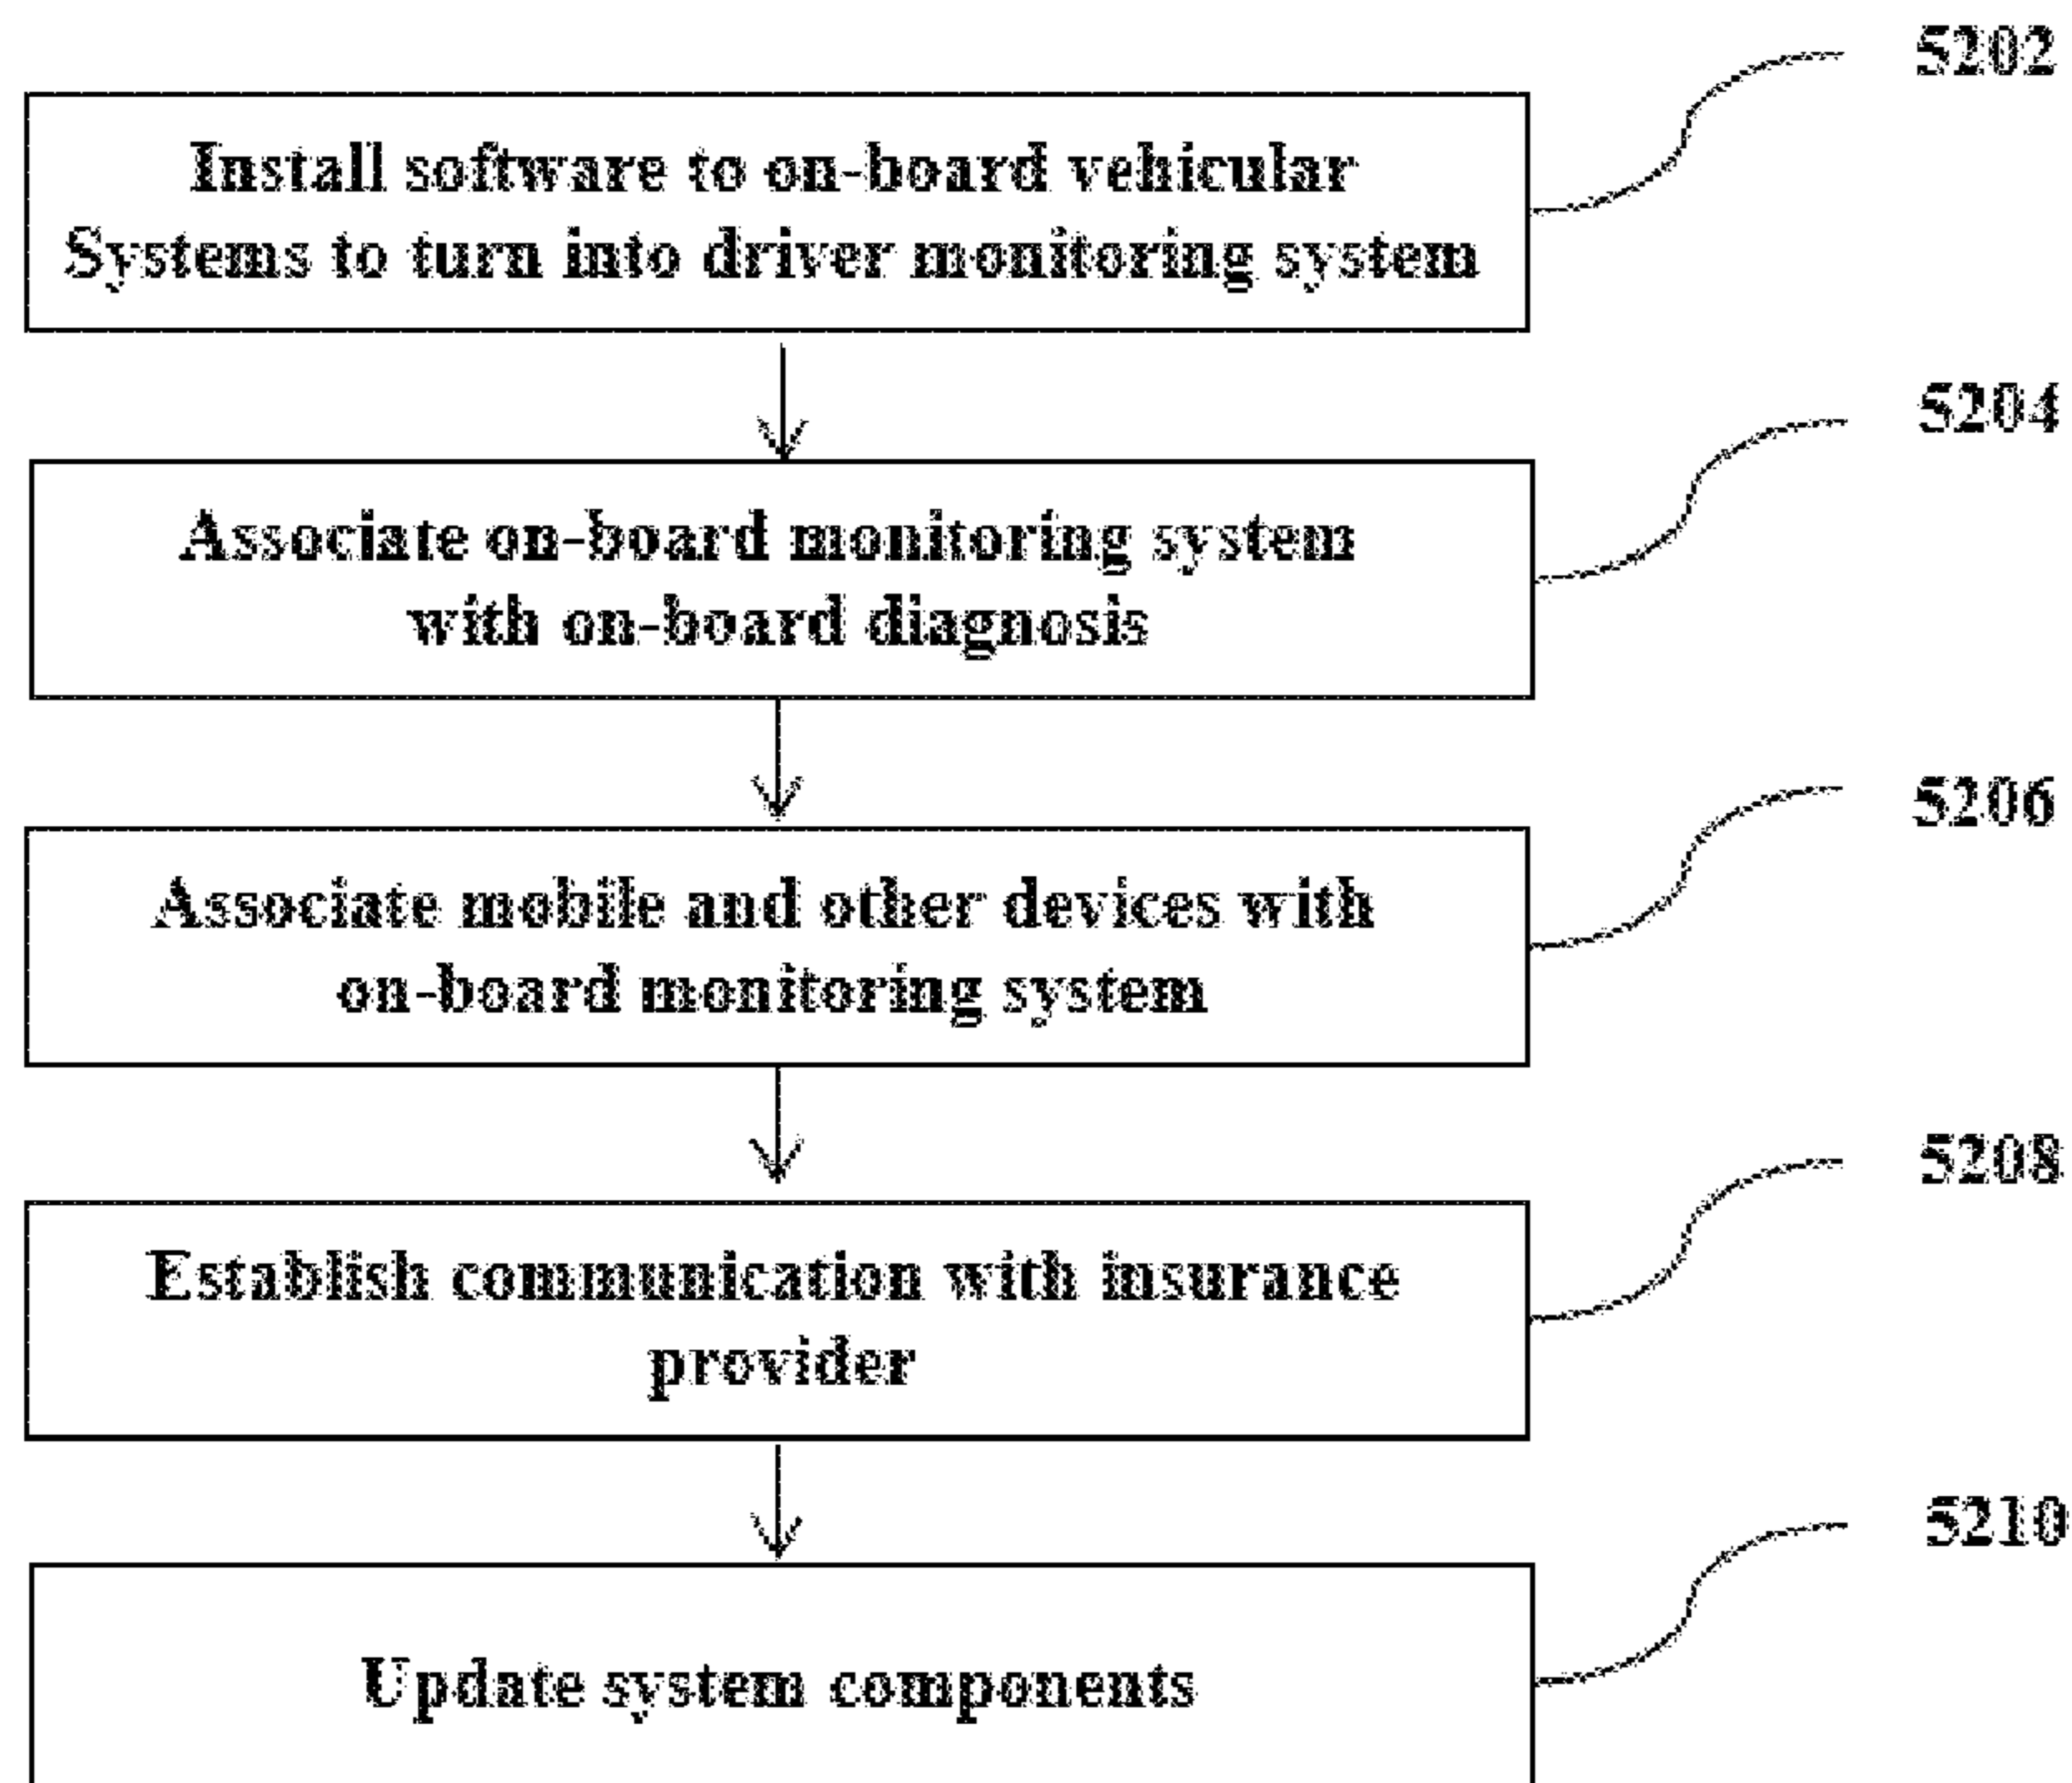 5202
Install software to on-board vehicular
Systems to turn into driver monitoring system
5204
Associate on-board monitoring system
with on-board diagnosis
5206
Associate mobile and other devices with
on-board monitoring system
5208
Establish communication with insurance
provider
5210
Update system components